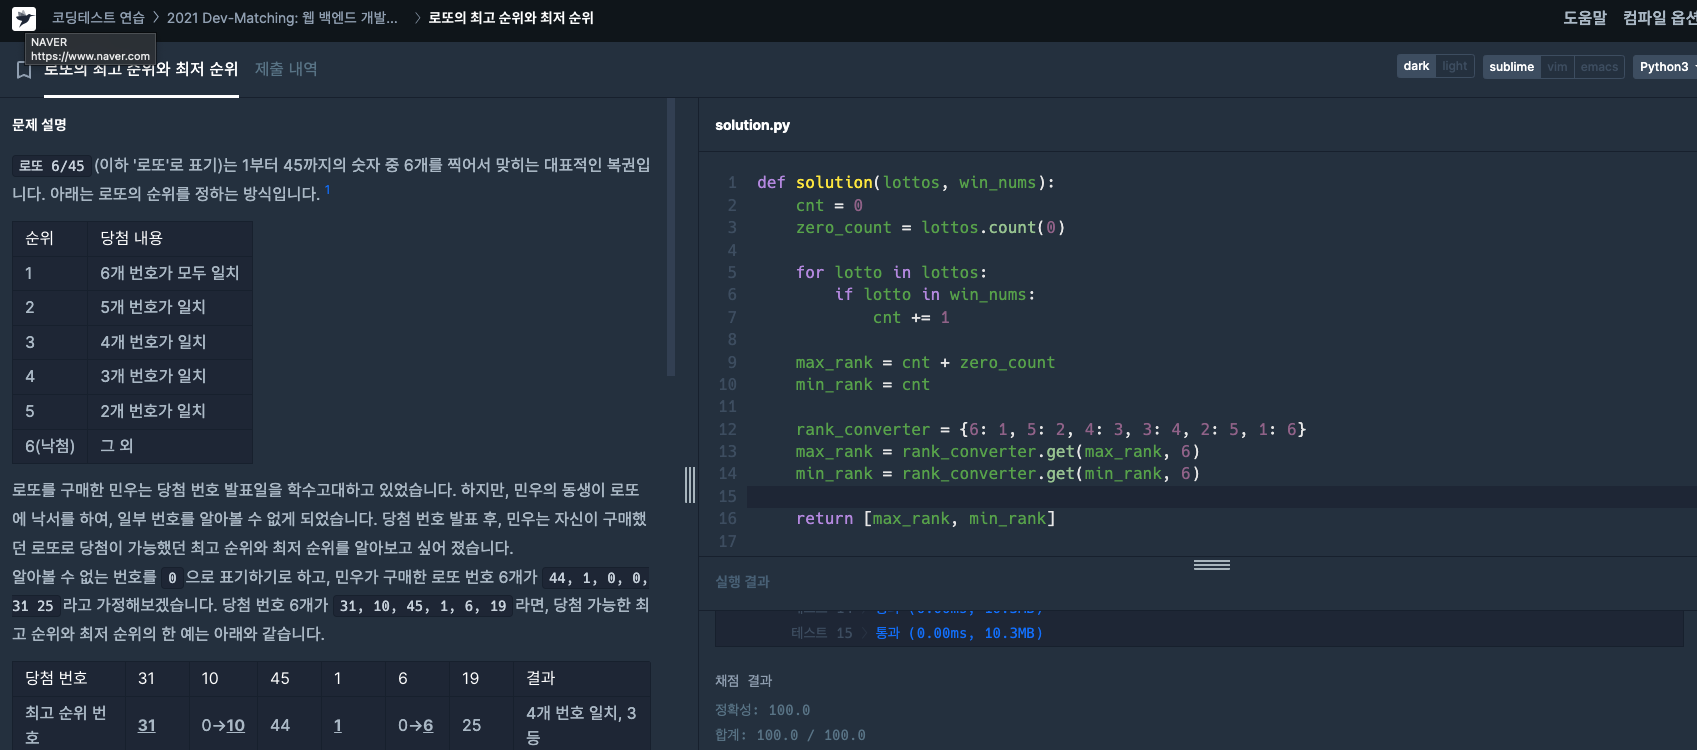 코딩테스트 연습 > 2021 Dev-Matching: 웹 백엔드 개발... > 로또의 최고 순위와 최저 순위
도움말 컴파일 옵션
NAVER
https://www.naver.com
로또의 최고 순위와 최저 순위 제출 내역
dark light sublime vim emacs Python3
문제 설명
로또 6/45 (이하 '로또'로 표기)는 1부터 45까지의 숫자 중 6개를 찍어서 맞히는 대표적인 복권입
니다. 아래는 로또의 순위를 정하는 방식입니다. 1
순위 당첨 내용
1 6개 번호가 모두 일치
2 5개 번호가 일치
3 4개 번호가 일치
4 3개 번호가 일치
5 2개 번호가 일치
6(낙첨) 그 외
로또를 구매한 민우는 당첨 번호 발표일을 학수고대하고 있었습니다. 하지만, 민우의 동생이 로또
에 낙서를 하여, 일부 번호를 알아볼 수 없게 되었습니다. 당첨 번호 발표 후, 민우는 자신이 구매했
던 로또로 당첨이 가능했던 최고 순위와 최저 순위를 알아보고 싶어 졌습니다.
알아볼 수 없는 번호를 0 으로 표기하기로 하고, 민우가 구매한 로또 번호 6개가 44, 1, 0, 0,
31 25 라고 가정해보겠습니다. 당첨 번호 6개가 31, 10, 45, 1, 6, 19 라면, 당첨 가능한 최
고 순위와 최저 순위의 한 예는 아래와 같습니다.
당첨 번호 31 10 45 1 6 19 결과
최고 순위 번
호 31 0→10 44 1 0→6 25 4개 번호 일치, 3
등
solution.py
1 def solution(lottos, win_nums):
2     cnt = 0
3     zero_count = lottos.count(0)
4
5     for lotto in lottos:
6         if lotto in win_nums:
7             cnt += 1
8
9     max_rank = cnt + zero_count
10     min_rank = cnt
11
12     rank_converter = {6: 1, 5: 2, 4: 3, 3: 4, 2: 5, 1: 6}
13     max_rank = rank_converter.get(max_rank, 6)
14     min_rank = rank_converter.get(min_rank, 6)
15
16     return [max_rank, min_rank]
17
실행 결과
테스트 15 > 통과 (0.00ms, 10.3MB)
채점 결과
정확성: 100.0
합계: 100.0 / 100.0